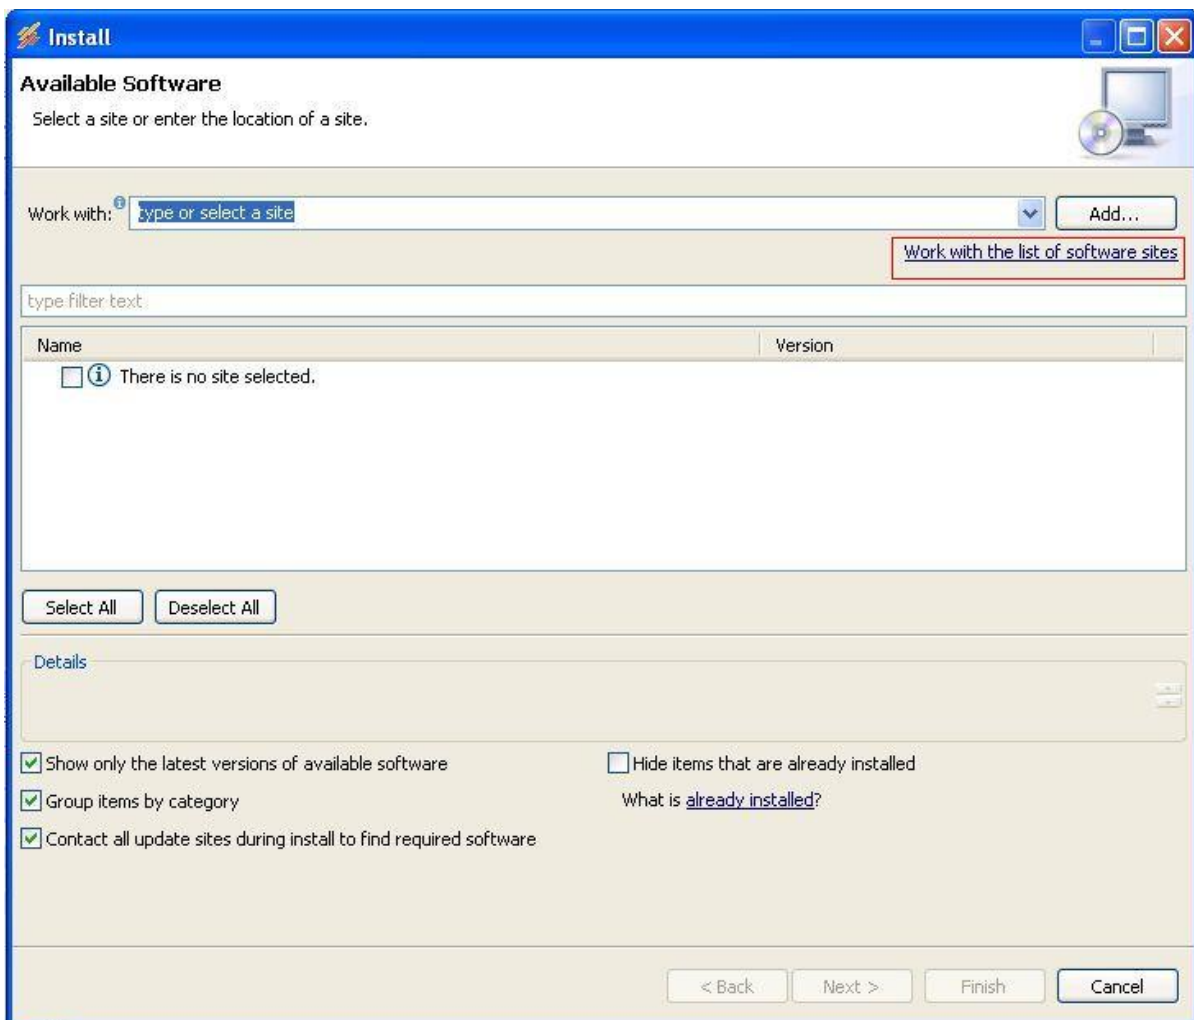 Install
Available Software
Select a site or enter the location of a site.
Work with: type or select a site Add...
Work with the list of software sites
type filter text
Name Version
There is no site selected.
Select All Deselect All
Details
Show only the latest versions of available software Hide items that are already installed
Group items by category What is already installed?
Contact all update sites during install to find required software
< Back Next > Finish Cancel